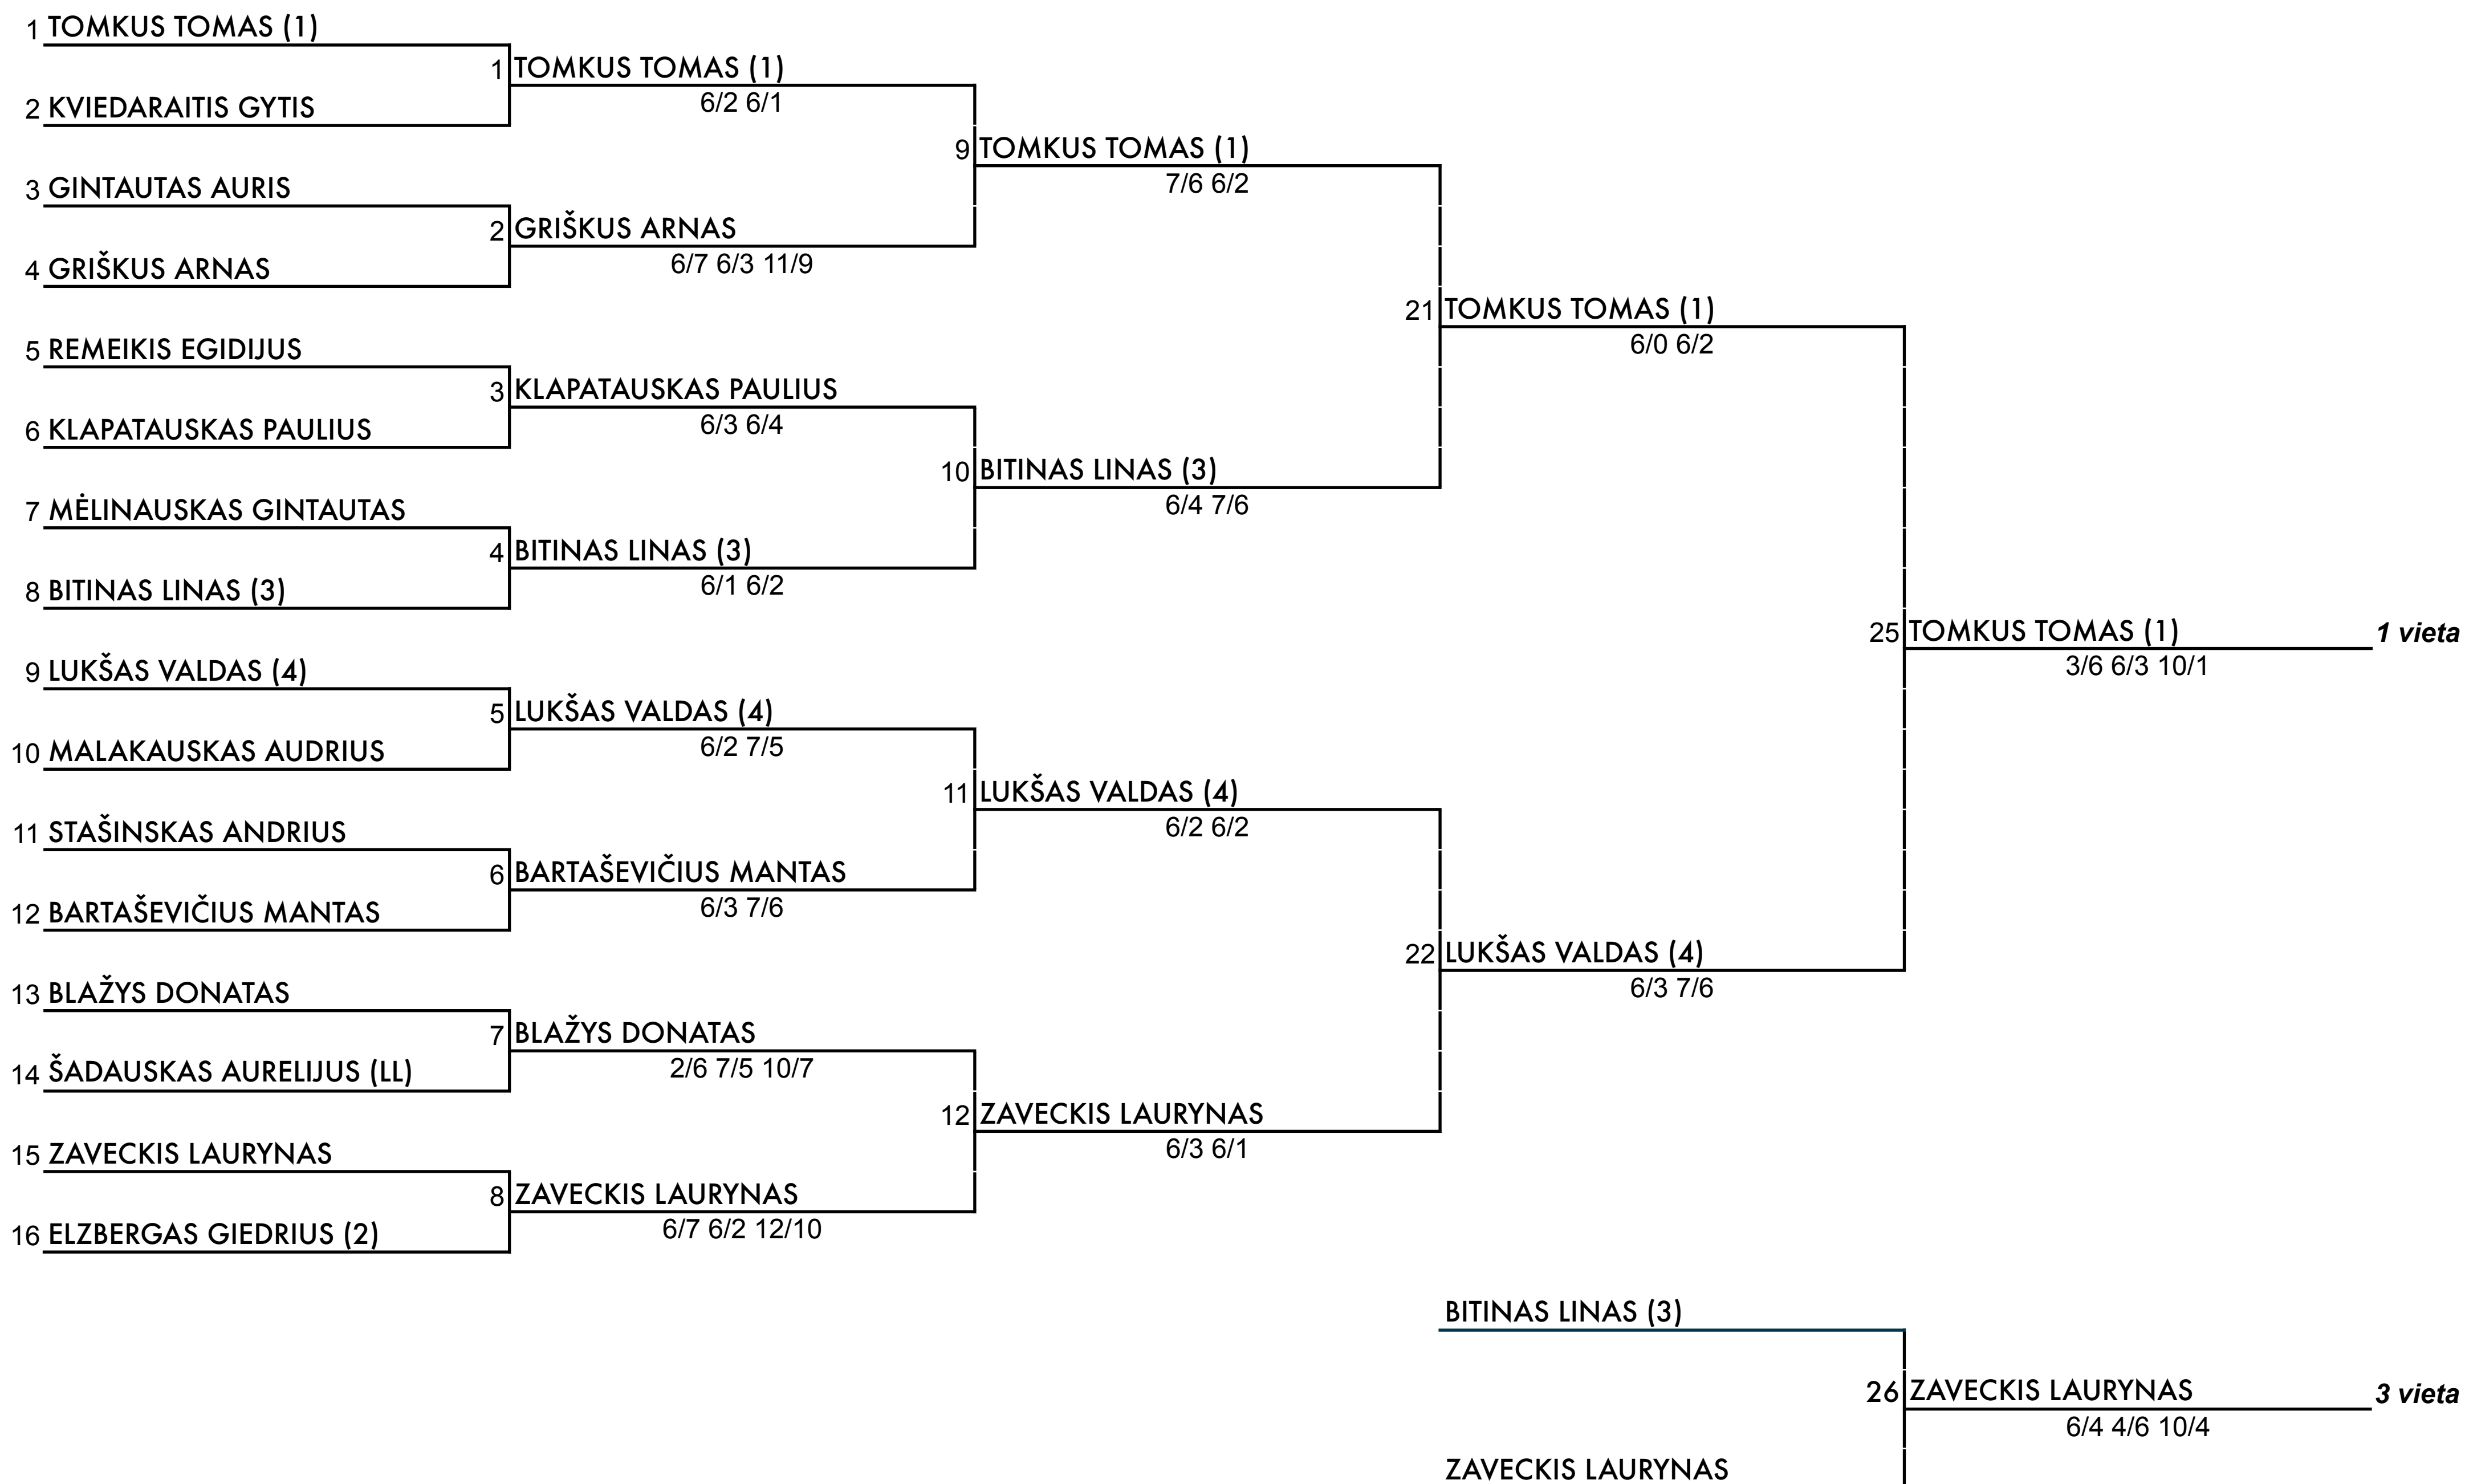 1 TOMKUS TOMAS (1)
1 TOMKUS TOMAS (1)
2 KVIEDARAITIS GYTIS
6/2 6/1
9 TOMKUS TOMAS (1)
3 GINTAUTAS AURIS
7/6 6/2
2 GRIŠKUS ARNAS
4 GRIŠKUS ARNAS
6/7 6/3 11/9
21 TOMKUS TOMAS (1)
5 REMEIKIS EGIDIJUS
6/0 6/2
3 KLAPATAUSKAS PAULIUS
6 KLAPATAUSKAS PAULIUS
6/3 6/4
10 BITINAS LINAS (3)
7 MĖLINAUSKAS GINTAUTAS
6/4 7/6
4 BITINAS LINAS (3)
8 BITINAS LINAS (3)
6/1 6/2
25 TOMKUS TOMAS (1)
1 vieta
9 LUKŠAS VALDAS (4)
3/6 6/3 10/1
5 LUKŠAS VALDAS (4)
10 MALAKAUSKAS AUDRIUS
6/2 7/5
11 LUKŠAS VALDAS (4)
11 STAŠINSKAS ANDRIUS
6/2 6/2
6 BARTAŠEVIČIUS MANTAS
12 BARTAŠEVIČIUS MANTAS
6/3 7/6
22 LUKŠAS VALDAS (4)
13 BLAŽYS DONATAS
6/3 7/6
7 BLAŽYS DONATAS
14 ŠADAUSKAS AURELIJUS (LL)
2/6 7/5 10/7
12 ZAVECKIS LAURYNAS
15 ZAVECKIS LAURYNAS
6/3 6/1
8 ZAVECKIS LAURYNAS
16 ELZBERGAS GIEDRIUS (2)
6/7 6/2 12/10
BITINAS LINAS (3)
26 ZAVECKIS LAURYNAS
3 vieta
6/4 4/6 10/4
ZAVECKIS LAURYNAS